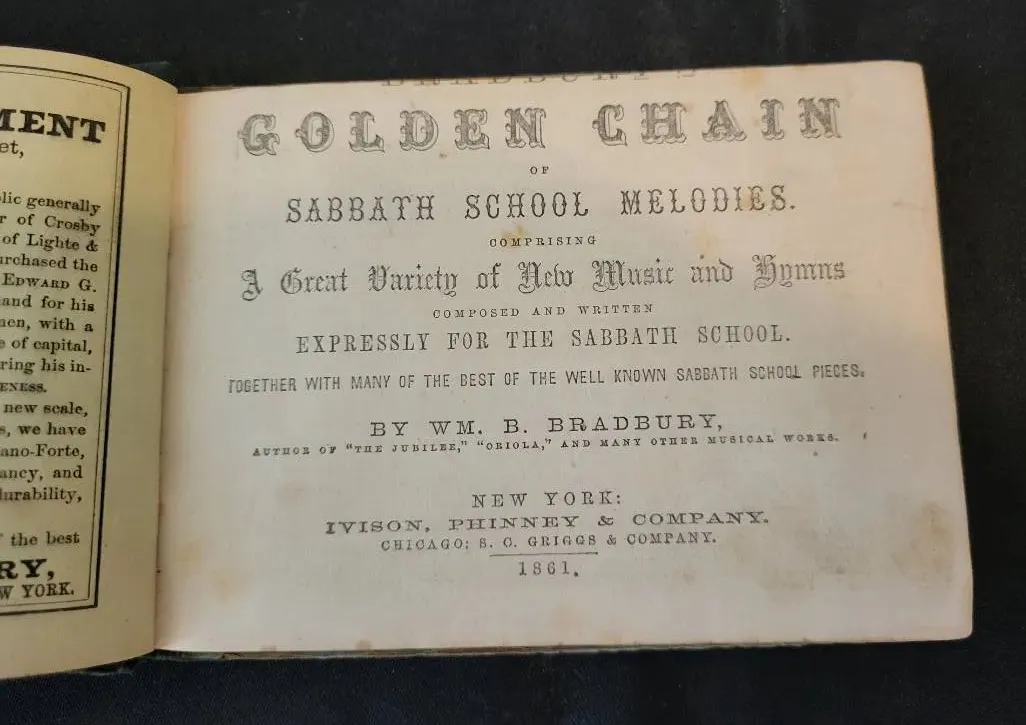 MENT
et,
lic generally
r of Crosby
of Lighte &
urchased the
EDWARD G.
and for his
nen, with a
e of capital,
ring his in-
ENESS.
new scale,
s, we have
ano-Forte,
ancy, and
durability,
the best
RY,
W YORK.
BRADBURY'S
GOLDEN CHAIN
OF
SABBATH SCHOOL MELODIES.
COMPRISING
A Great Variety of New Music and Hymns
COMPOSED AND WRITTEN
EXPRESSLY FOR THE SABBATH SCHOOL.
TOGETHER WITH MANY OF THE BEST OF THE WELL KNOWN SABBATH SCHOOL PIECES.
BY WM. B. BRADBURY,
AUTHOR OF "THE JUBILEE," "ORIOLA," AND MANY OTHER MUSICAL WORKS.
NEW YORK:
IVISON, PHINNEY & COMPANY.
CHICAGO: S. C. GRIGGS & COMPANY.
1861.